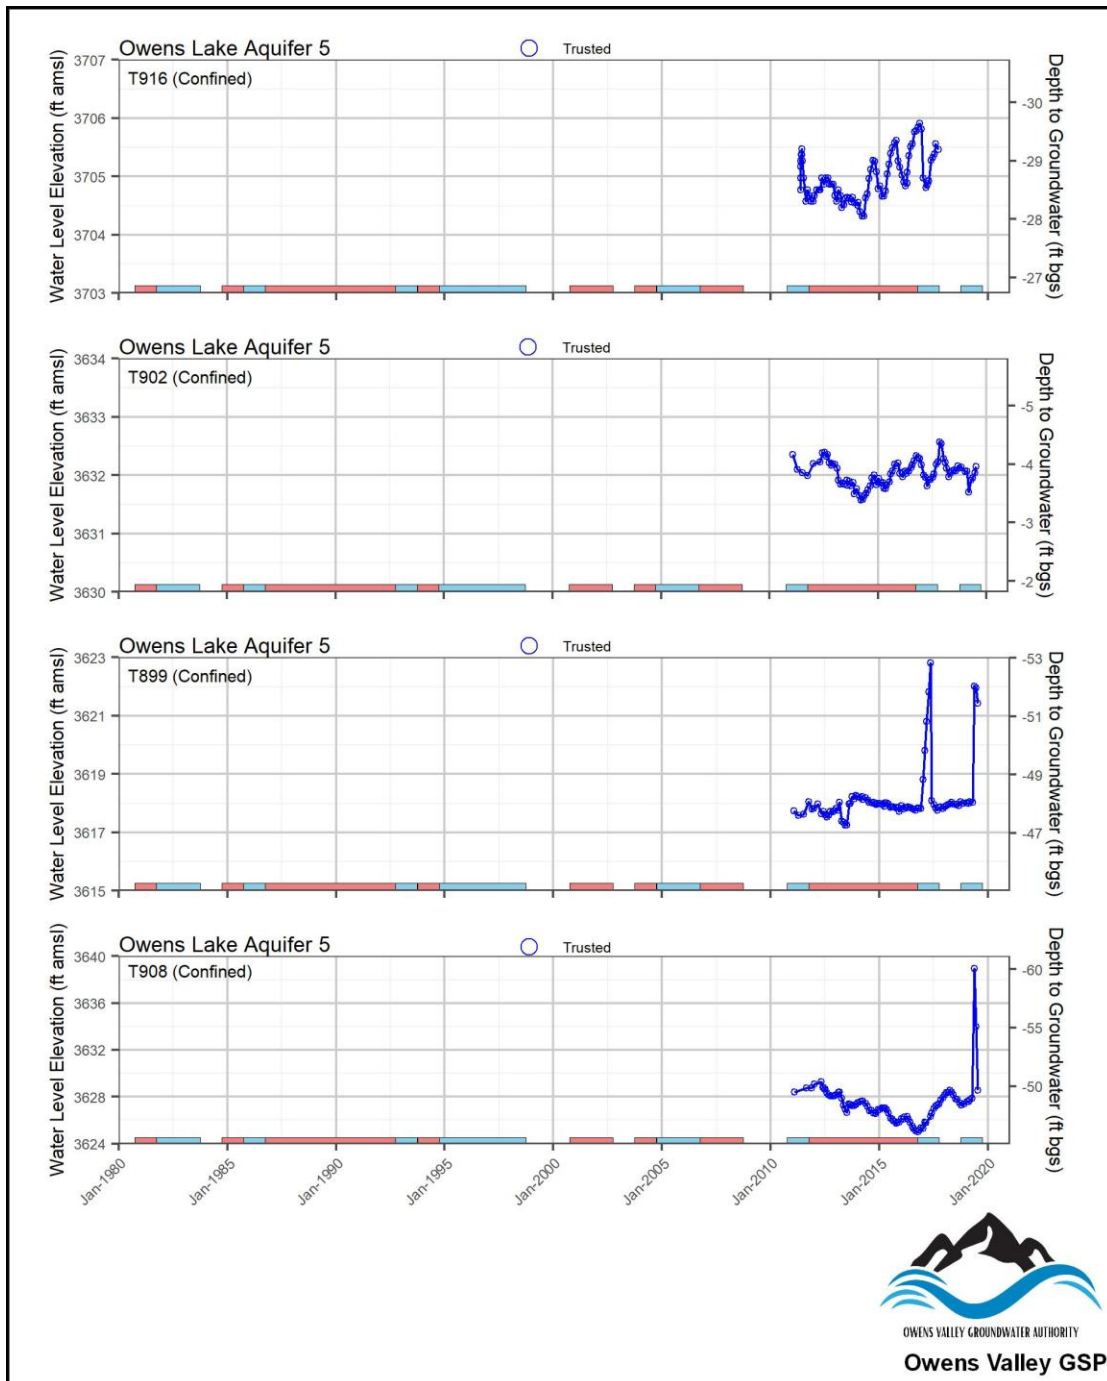 Owens Lake Aquifer 5
Trusted
T916 (Confined)
Water Level Elevation (ft amsl)
3707
3706
3705
3704
3703
Depth to Groundwater (ft bgs)
-30
-29
-28
-27
Owens Lake Aquifer 5
Trusted
T902 (Confined)
Water Level Elevation (ft amsl)
3634
3633
3632
3631
3630
Depth to Groundwater (ft bgs)
-5
-4
-3
-2
Owens Lake Aquifer 5
Trusted
T899 (Confined)
Water Level Elevation (ft amsl)
3623
3621
3619
3617
3615
Depth to Groundwater (ft bgs)
-53
-51
-49
-47
Owens Lake Aquifer 5
Trusted
T908 (Confined)
Water Level Elevation (ft amsl)
3640
3636
3632
3628
3624
Depth to Groundwater (ft bgs)
-60
-55
-50
Jan-1980
Jan-1985
Jan-1990
Jan-1995
Jan-2000
Jan-2005
Jan-2010
Jan-2015
Jan-2020
OWENS VALLEY GROUNDWATER AUTHORITY
Owens Valley GSP